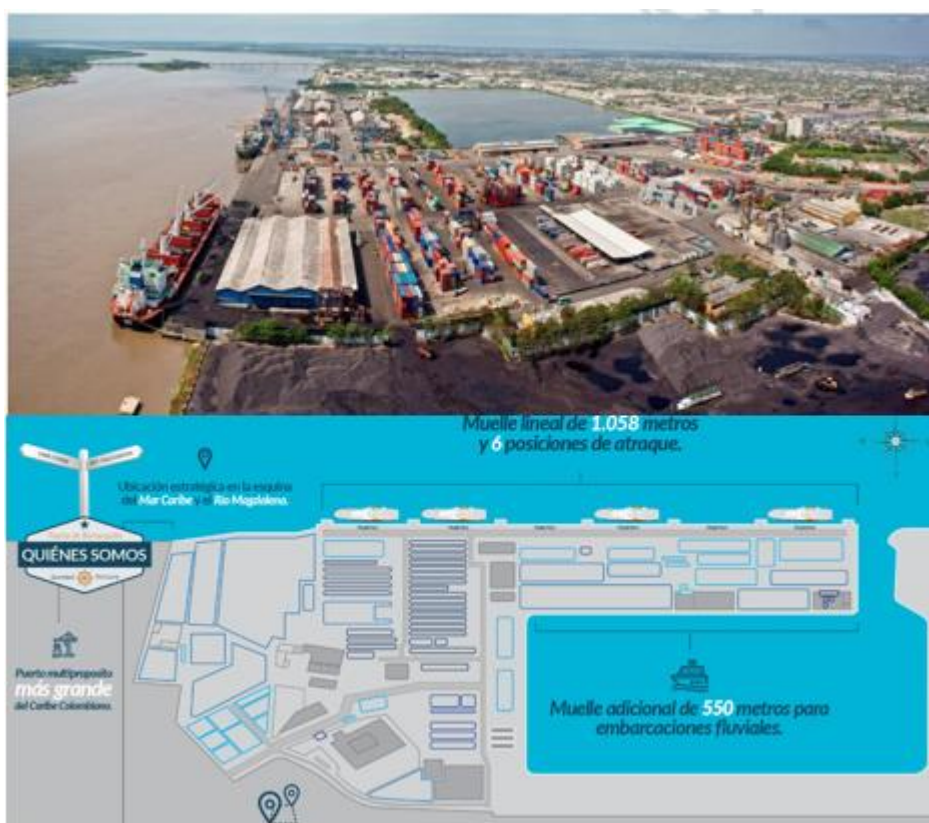 Muelle lineal de 1.058 metros
y 6 posiciones de atraque.
Ubicación estratégica en la esquina
del Mar Caribe y el Río Magdalena.
QUIÉNES SOMOS
Puerto multiproposito
más grande
del Caribe Colombiano.
Muelle adicional de 550 metros para
embarcaciones fluviales.